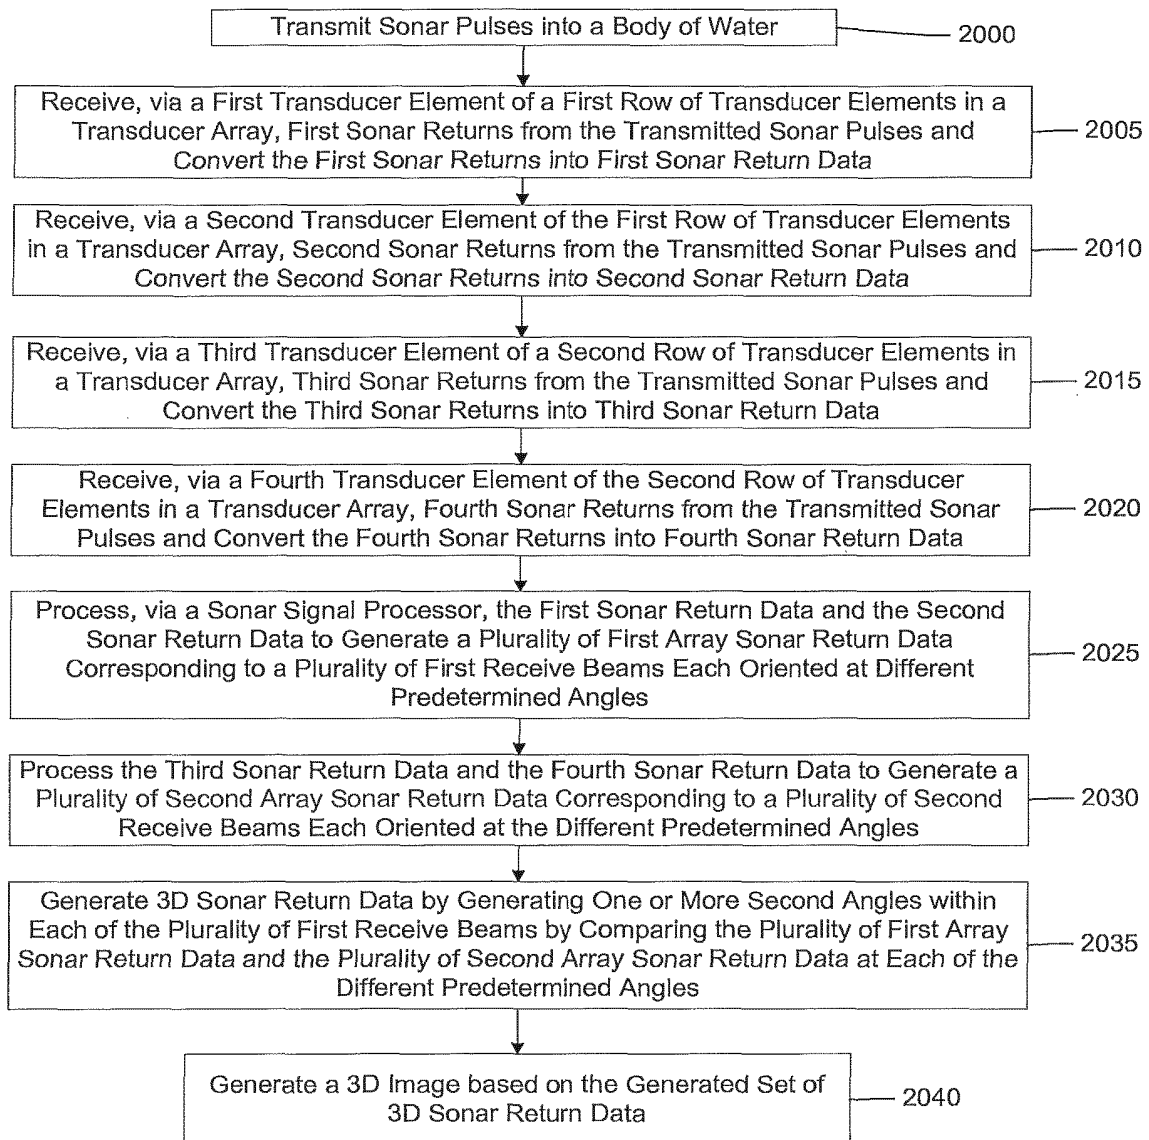 Transmit Sonar Pulses into a Body of Water
2000
Receive, via a First Transducer Element of a First Row of Transducer Elements in a
Transducer Array, First Sonar Returns from the Transmitted Sonar Pulses and
Convert the First Sonar Returns into First Sonar Return Data
2005
Receive, via a Second Transducer Element of the First Row of Transducer Elements
in a Transducer Array, Second Sonar Returns from the Transmitted Sonar Pulses and
Convert the Second Sonar Returns into Second Sonar Return Data
2010
Receive, via a Third Transducer Element of a Second Row of Transducer Elements in
a Transducer Array, Third Sonar Returns from the Transmitted Sonar Pulses and
Convert the Third Sonar Returns into Third Sonar Return Data
2015
Receive, via a Fourth Transducer Element of the Second Row of Transducer
Elements in a Transducer Array, Fourth Sonar Returns from the Transmitted Sonar
Pulses and Convert the Fourth Sonar Returns into Fourth Sonar Return Data
2020
Process, via a Sonar Signal Processor, the First Sonar Return Data and the Second
Sonar Return Data to Generate a Plurality of First Array Sonar Return Data
Corresponding to a Plurality of First Receive Beams Each Oriented at Different
Predetermined Angles
2025
Process the Third Sonar Return Data and the Fourth Sonar Return Data to Generate a
Plurality of Second Array Sonar Return Data Corresponding to a Plurality of Second
Receive Beams Each Oriented at the Different Predetermined Angles
2030
Generate 3D Sonar Return Data by Generating One or More Second Angles within
Each of the Plurality of First Receive Beams by Comparing the Plurality of First Array
Sonar Return Data and the Plurality of Second Array Sonar Return Data at Each of the
Different Predetermined Angles
2035
Generate a 3D Image based on the Generated Set of
3D Sonar Return Data
2040